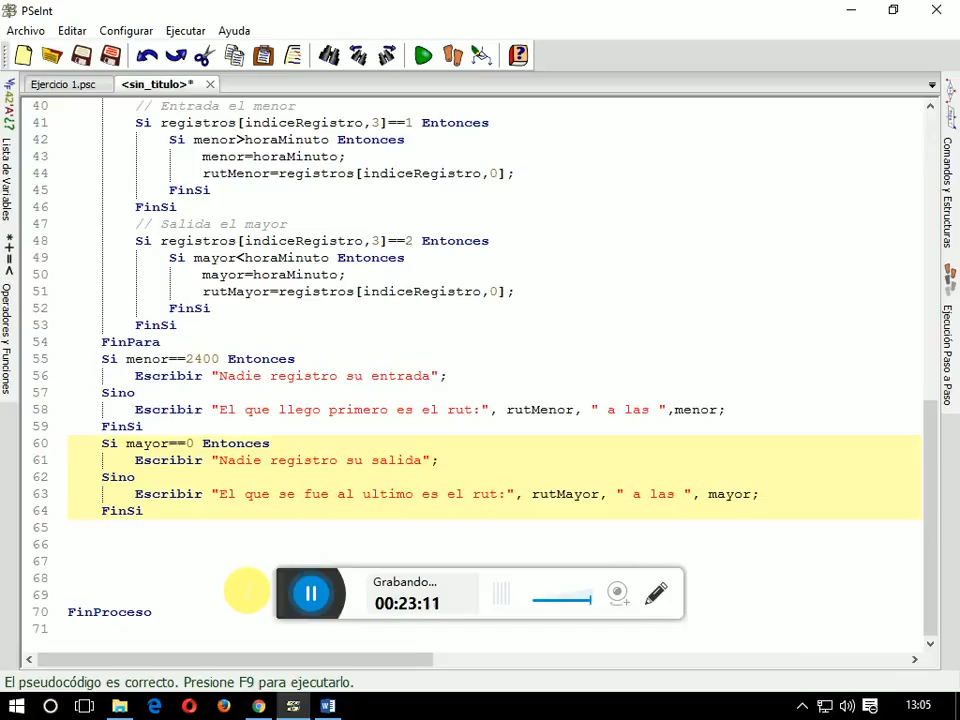 PSeInt
Archivo Editar Configurar Ejecutar Ayuda
Ejercicio 1.psc <sin_titulo>*
40 // Entrada el menor
41 Si registros[indiceRegistro,3]==1 Entonces
42 Si menor>horaMinuto Entonces
43 menor=horaMinuto;
44 rutMenor=registros[indiceRegistro,0];
45 FinSi
46 FinSi
47 // Salida el mayor
48 Si registros[indiceRegistro,3]==2 Entonces
49 Si mayor<horaMinuto Entonces
50 mayor=horaMinuto;
51 rutMayor=registros[indiceRegistro,0];
52 FinSi
53 FinSi
54 FinPara
55 Si menor==2400 Entonces
56 Escribir "Nadie registro su entrada";
57 Sino
58 Escribir "El que llego primero es el rut:", rutMenor, " a las ",menor;
59 FinSi
60 Si mayor==0 Entonces
61 Escribir "Nadie registro su salida";
62 Sino
63 Escribir "El que se fue al ultimo es el rut:", rutMayor, " a las ", mayor;
64 FinSi
65
66
67
68
69
70 FinProceso
71
Lista de Variables
*+=< Operadores y Funciones
Comandos y Estructuras
Ejecución Paso a Paso
Grabando...
00:23:11
El pseudocódigo es correcto. Presione F9 para ejecutarlo.
13:05